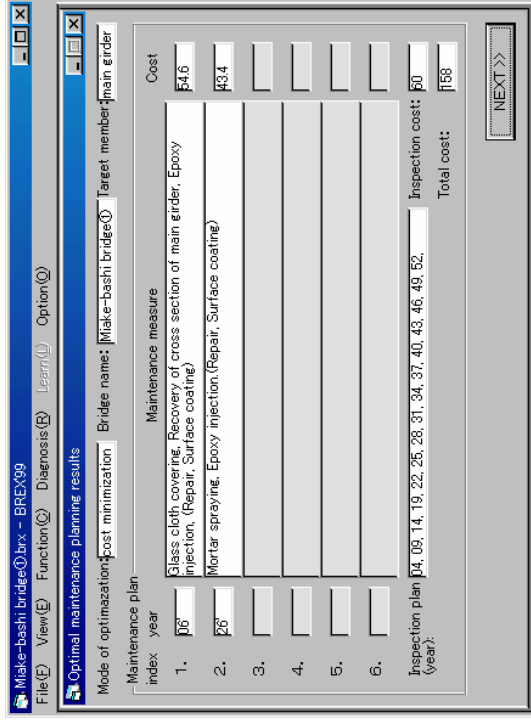 Miake-bashi bridge①.brx - BREX99
File(F) View(E) Function(C) Diagnosis(R) Learn(L) Option(O)
Optimal maintenance planning results
Mode of optimazation: cost minimization Bridge name: Miake-bashi bridge① Target member: main girder
Maintenance plan
index year Maintenance measure Cost
1. 06' Glass cloth covering, Recovery of cross section of main girder, Epoxy 54.6
injection, (Repair, Surface coating)
2. 26' Mortar spraying, Epoxy injection.(Repair, Surface coating) 43.4
3.
4.
5.
6.
Inspection plan 04, 09, 14, 19, 22, 25, 28, 31, 34, 37, 40, 43, 46, 49, 52, Inspection cost: 60
(year):
Total cost: 158
NEXT >>